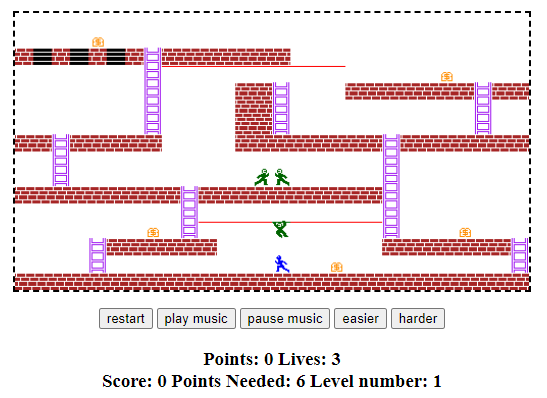 restart play music pause music easier harder
Points: 0 Lives: 3
Score: 0 Points Needed: 6 Level number: 1